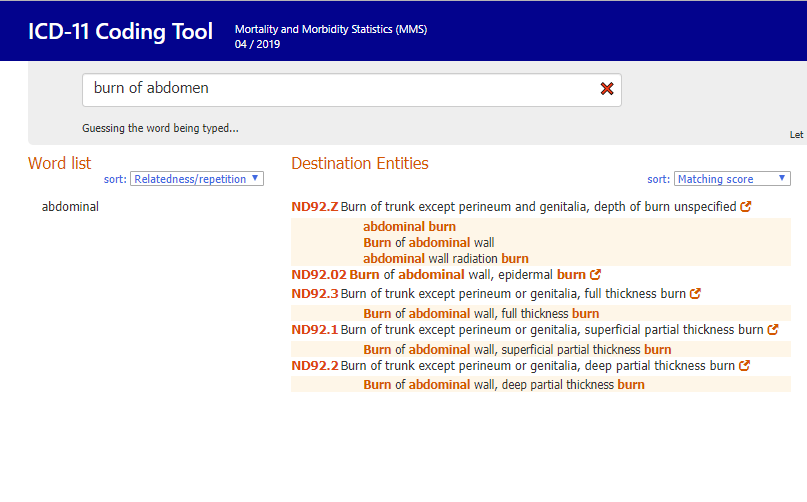 ICD-11 Coding Tool
Mortality and Morbidity Statistics (MMS)
04 / 2019
burn of abdomen
Guessing the word being typed...
Let
Word list
sort: Relatedness/repetition
abdominal
Destination Entities
sort: Matching score
ND92.Z Burn of trunk except perineum and genitalia, depth of burn unspecified
abdominal burn
Burn of abdominal wall
abdominal wall radiation burn
ND92.02 Burn of abdominal wall, epidermal burn
ND92.3 Burn of trunk except perineum or genitalia, full thickness burn
Burn of abdominal wall, full thickness burn
ND92.1 Burn of trunk except perineum or genitalia, superficial partial thickness burn
Burn of abdominal wall, superficial partial thickness burn
ND92.2 Burn of trunk except perineum or genitalia, deep partial thickness burn
Burn of abdominal wall, deep partial thickness burn